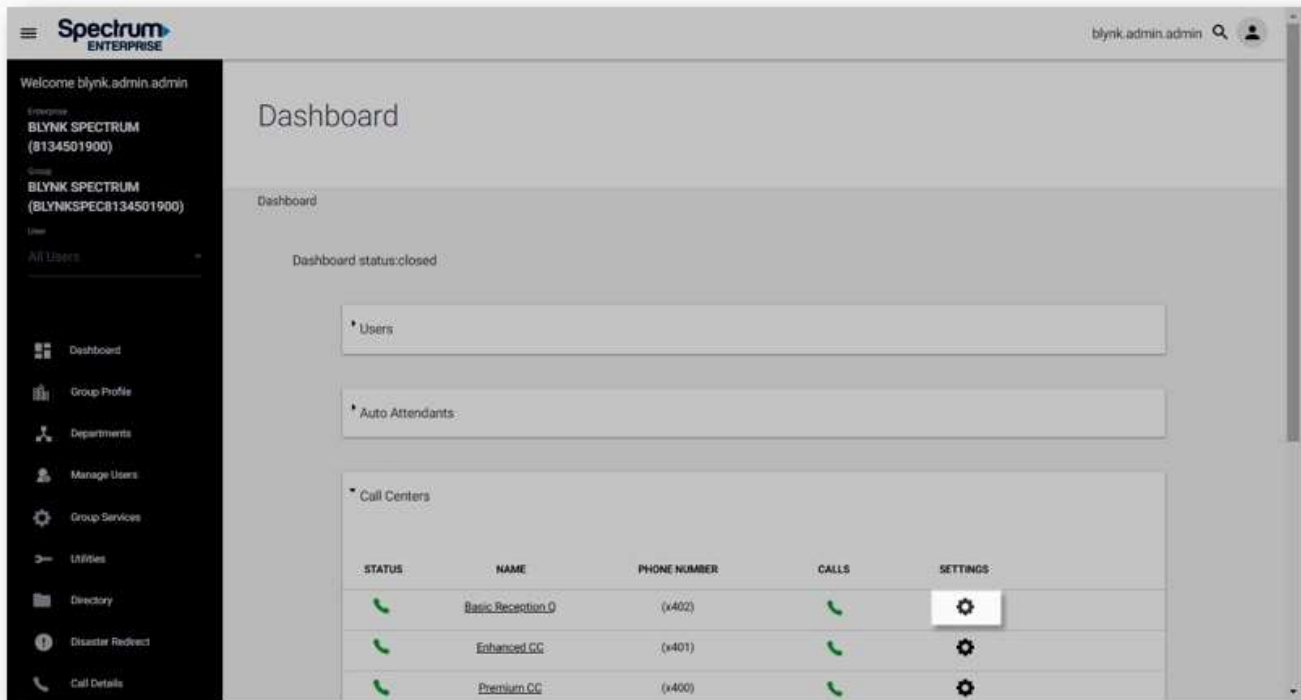 Spectrum
ENTERPRISE
blynk.admin.admin
Welcome blynk.admin.admin
Enterprise
BLYNK SPECTRUM
(8134501900)
Group
BLYNK SPECTRUM
(BLYNKSPEC8134501900)
User
All Users
Dashboard
Group Profile
Departments
Manage Users
Group Services
Utilities
Directory
Disaster Redirect
Call Details
Dashboard
Dashboard
Dashboard status:closed
Users
Auto Attendants
Call Centers
STATUS NAME PHONE NUMBER CALLS SETTINGS
Basic Reception Q (x402)
Enhanced CC (x401)
Premium CC (x400)